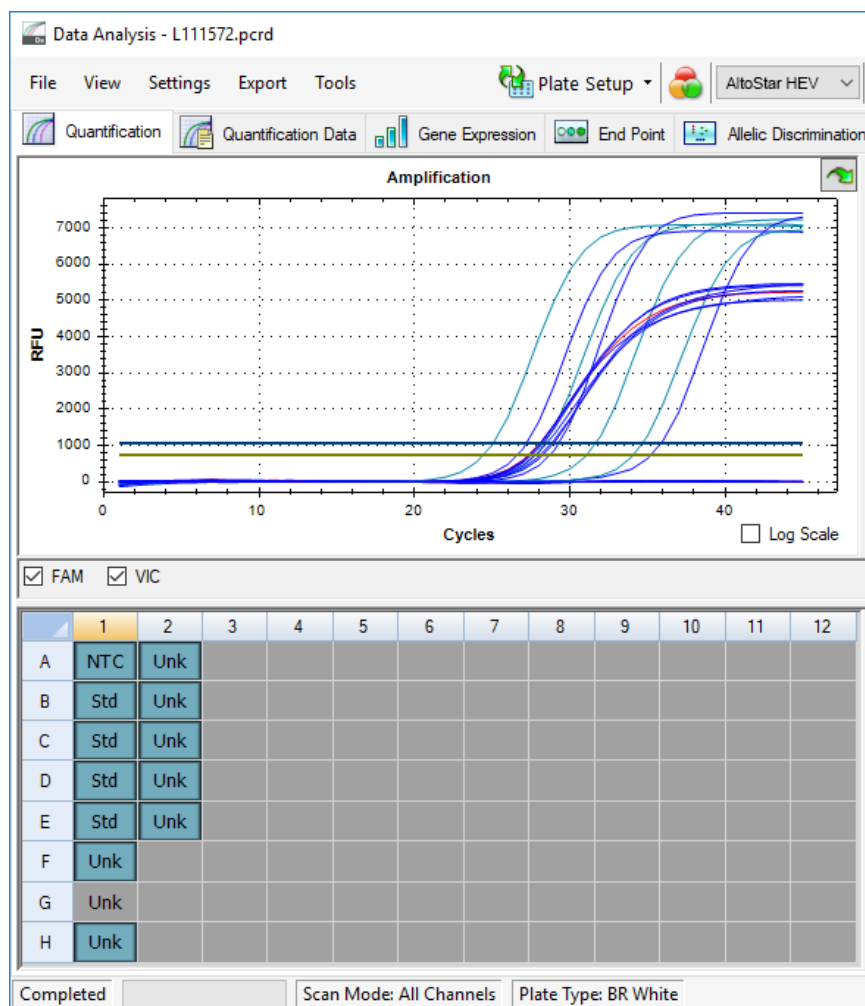 Data Analysis - L111572.pcrd
File View Settings Export Tools Plate Setup AltoStar HEV
Quantification Quantification Data Gene Expression End Point Allelic Discrimination
Amplification
7000
6000
5000
4000
3000
2000
1000
0
RFU
0 10 20 30 40
Cycles
Log Scale
FAM VIC
1 2 3 4 5 6 7 8 9 10 11 12
A NTC Unk
B Std Unk
C Std Unk
D Std Unk
E Std Unk
F Unk
G Unk
H Unk
Completed Scan Mode: All Channels Plate Type: BR White